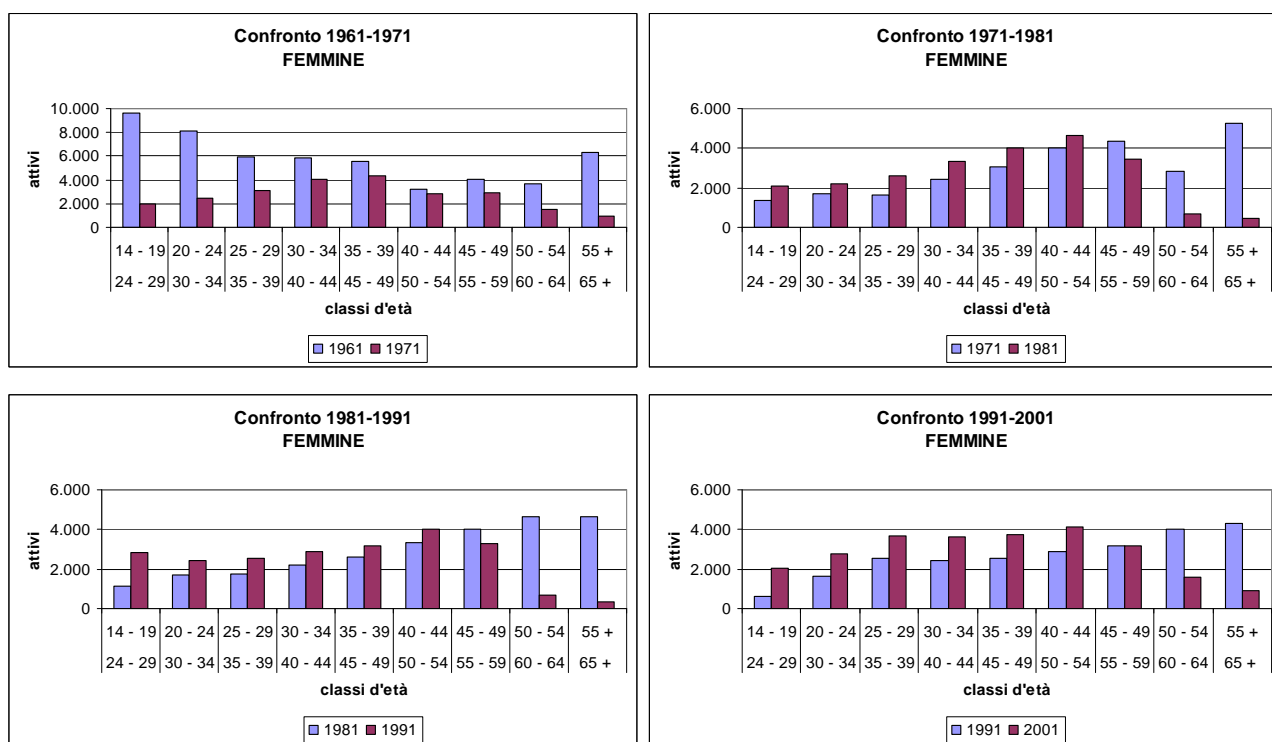 Confronto 1961-1971
FEMMINE
10.000
8.000
6.000
4.000
2.000
0
attivi
14 - 19 20 - 24 25 - 29 30 - 34 35 - 39 40 - 44 45 - 49 50 - 54 55 +
24 - 29 30 - 34 35 - 39 40 - 44 45 - 49 50 - 54 55 - 59 60 - 64 65 +
classi d'età
1961 1971
Confronto 1971-1981
FEMMINE
6.000
4.000
2.000
0
attivi
14 - 19 20 - 24 25 - 29 30 - 34 35 - 39 40 - 44 45 - 49 50 - 54 55 +
24 - 29 30 - 34 35 - 39 40 - 44 45 - 49 50 - 54 55 - 59 60 - 64 65 +
classi d'età
1971 1981
Confronto 1981-1991
FEMMINE
6.000
4.000
2.000
0
attivi
14 - 19 20 - 24 25 - 29 30 - 34 35 - 39 40 - 44 45 - 49 50 - 54 55 +
24 - 29 30 - 34 35 - 39 40 - 44 45 - 49 50 - 54 55 - 59 60 - 64 65 +
classi d'età
1981 1991
Confronto 1991-2001
FEMMINE
6.000
4.000
2.000
0
attivi
14 - 19 20 - 24 25 - 29 30 - 34 35 - 39 40 - 44 45 - 49 50 - 54 55 +
24 - 29 30 - 34 35 - 39 40 - 44 45 - 49 50 - 54 55 - 59 60 - 64 65 +
classi d'età
1991 2001